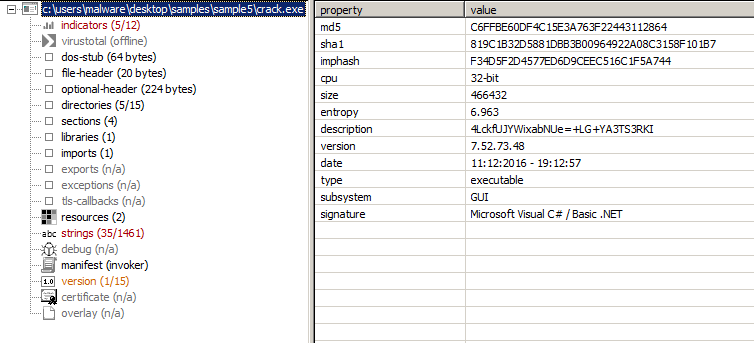 c:\users\malware\desktop\samples\sample5\crack.exe
indicators (5/12)
virustotal (offline)
dos-stub (64 bytes)
file-header (20 bytes)
optional-header (224 bytes)
directories (5/15)
sections (4)
libraries (1)
imports (1)
exports (n/a)
exceptions (n/a)
tls-callbacks (n/a)
resources (2)
abc strings (35/1461)
debug (n/a)
manifest (invoker)
1.0 version (1/15)
certificate (n/a)
overlay (n/a)
property value
md5 C6FFBE60DF4C15E3A763F22443112864
sha1 819C1B32D5881DBB3B00964922A08C3158F101B7
imphash F34D5F2D4577ED6D9CEEC516C1F5A744
cpu 32-bit
size 466432
entropy 6.963
description 4LckfUJYWixabNUe=+LG+YA3TS3RKI
version 7.52.73.48
date 11:12:2016 - 19:12:57
type executable
subsystem GUI
signature Microsoft Visual C# / Basic .NET